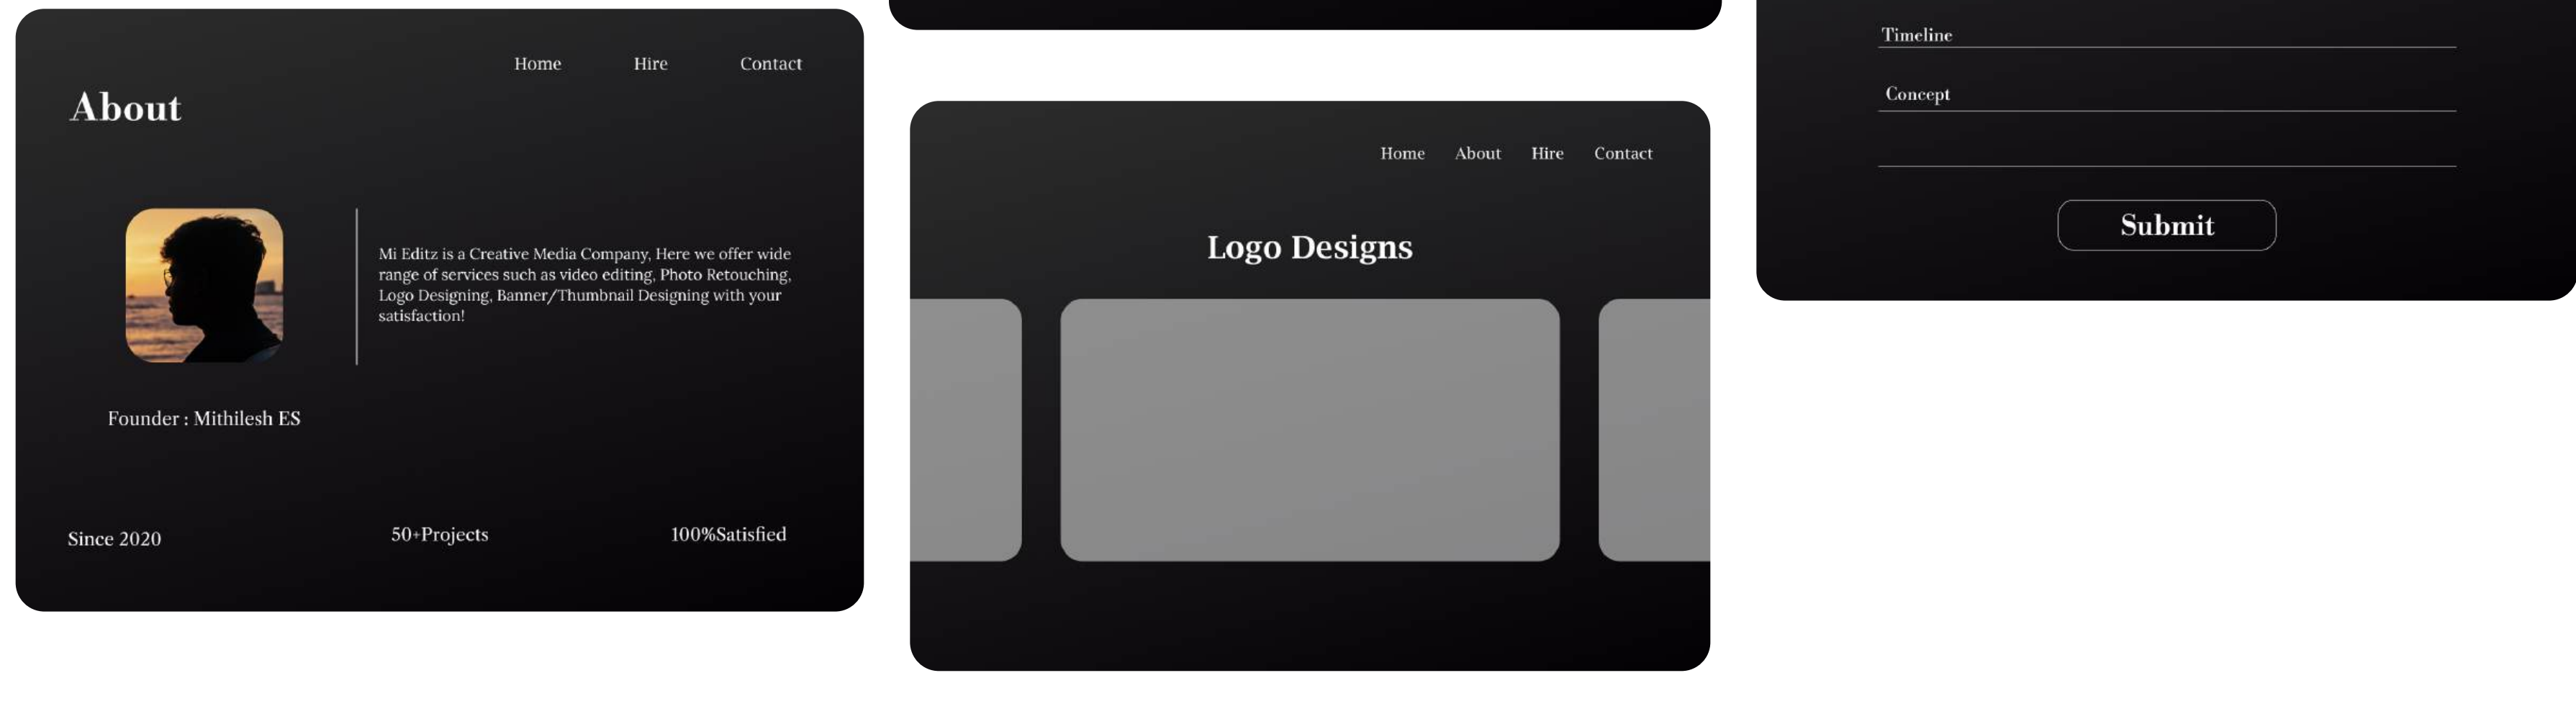 Home Hire Contact
About
Mi Editz is a Creative Media Company, Here we offer wide
range of services such as video editing, Photo Retouching,
Logo Designing, Banner/Thumbnail Designing with your
satisfaction!
Founder : Mithilesh ES
Since 2020 50+Projects 100%Satisfied
Home About Hire Contact
Logo Designs
Timeline
Concept
Submit